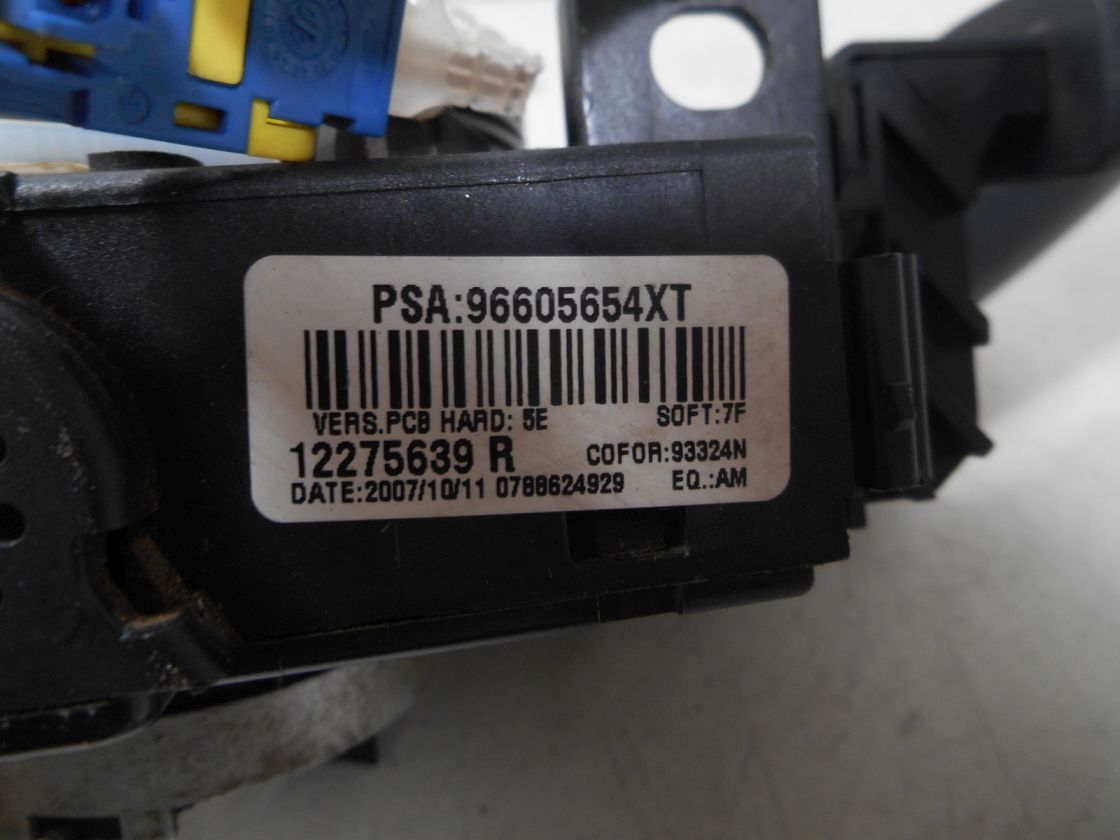 PSA:96605654XT
VERS.PCB HARD: 5E SOFT:7F
12275639 R COFOR:93324N
DATE:2007/10/11 0788624929 EQ.:AM